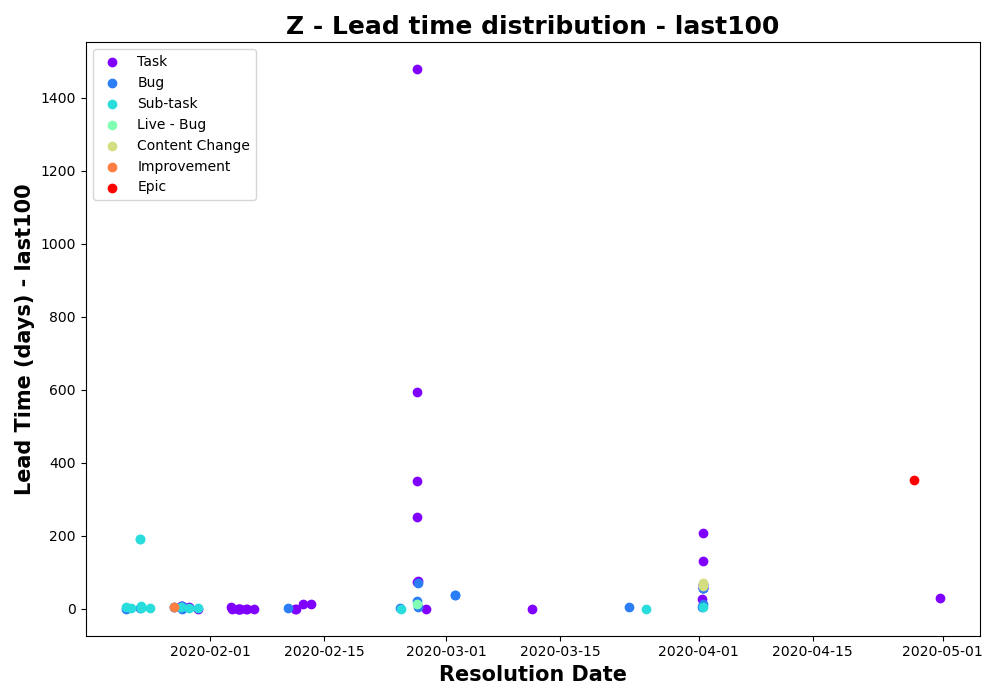 Z - Lead time distribution - last100
Task
Bug
Sub-task
Live - Bug
Content Change
Improvement
Epic
Lead Time (days) - last100
1400
1200
1000
800
600
400
200
0
2020-02-01
2020-02-15
2020-03-01
2020-03-15
2020-04-01
2020-04-15
2020-05-01
Resolution Date